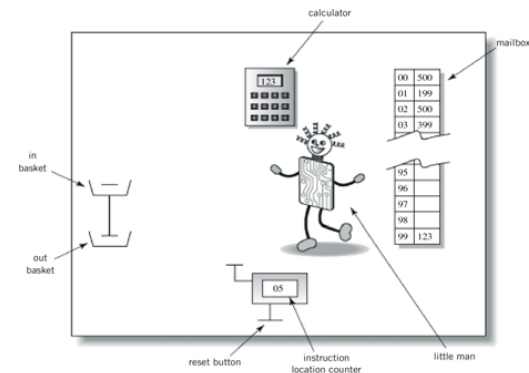 calculator
123
mailbox
00 500
01 199
02 500
03 399
95
96
97
98
99 123
in
basket
out
basket
05
reset button
instruction
location counter
little man